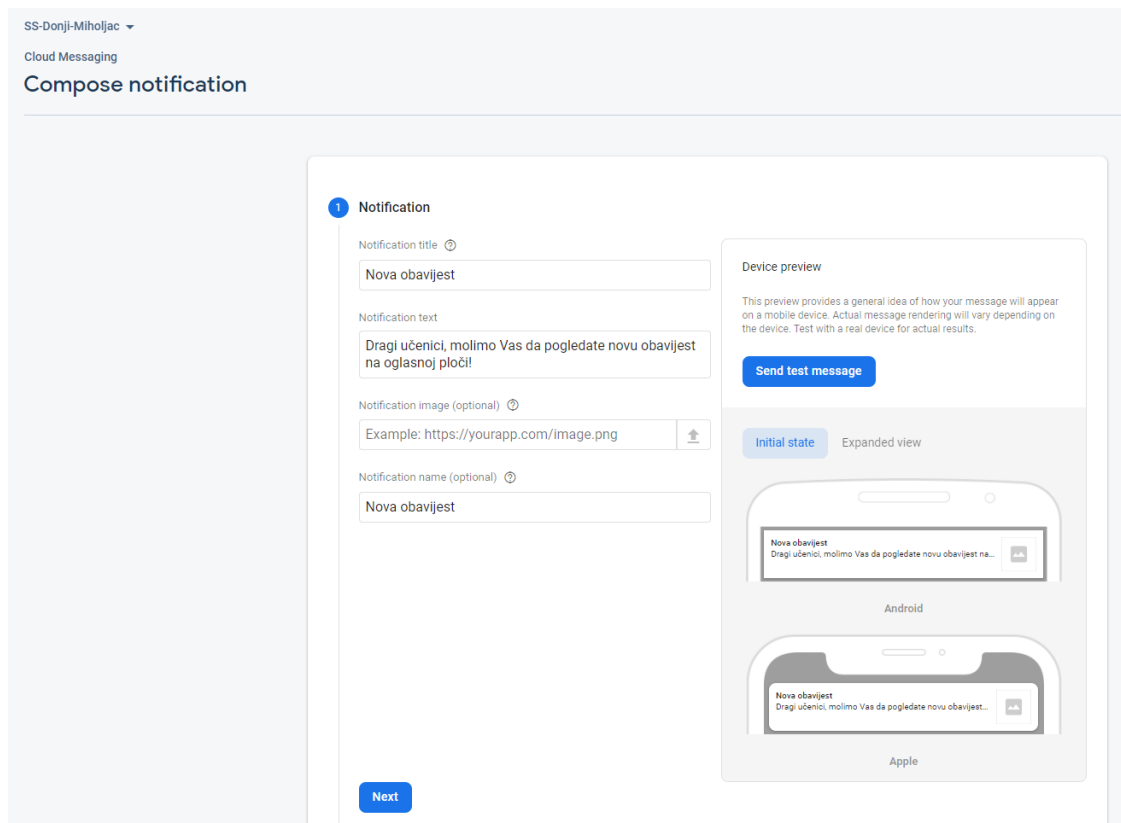 SS-Donji-Miholjac
Cloud Messaging
Compose notification
1 Notification
Notification title
Nova obavijest
Notification text
Dragi učenici, molimo Vas da pogledate novu obavijest
na oglasnoj ploči!
Notification image (optional)
Example: https://yourapp.com/image.png
Notification name (optional)
Nova obavijest
Next
Device preview
This preview provides a general idea of how your message will appear
on a mobile device. Actual message rendering will vary depending on
the device. Test with a real device for actual results.
Send test message
Initial state Expanded view
Nova obavijest
Dragi učenici, molimo Vas da pogledate novu obavijest na...
Android
Nova obavijest
Dragi učenici, molimo Vas da pogledate novu obavijest...
Apple